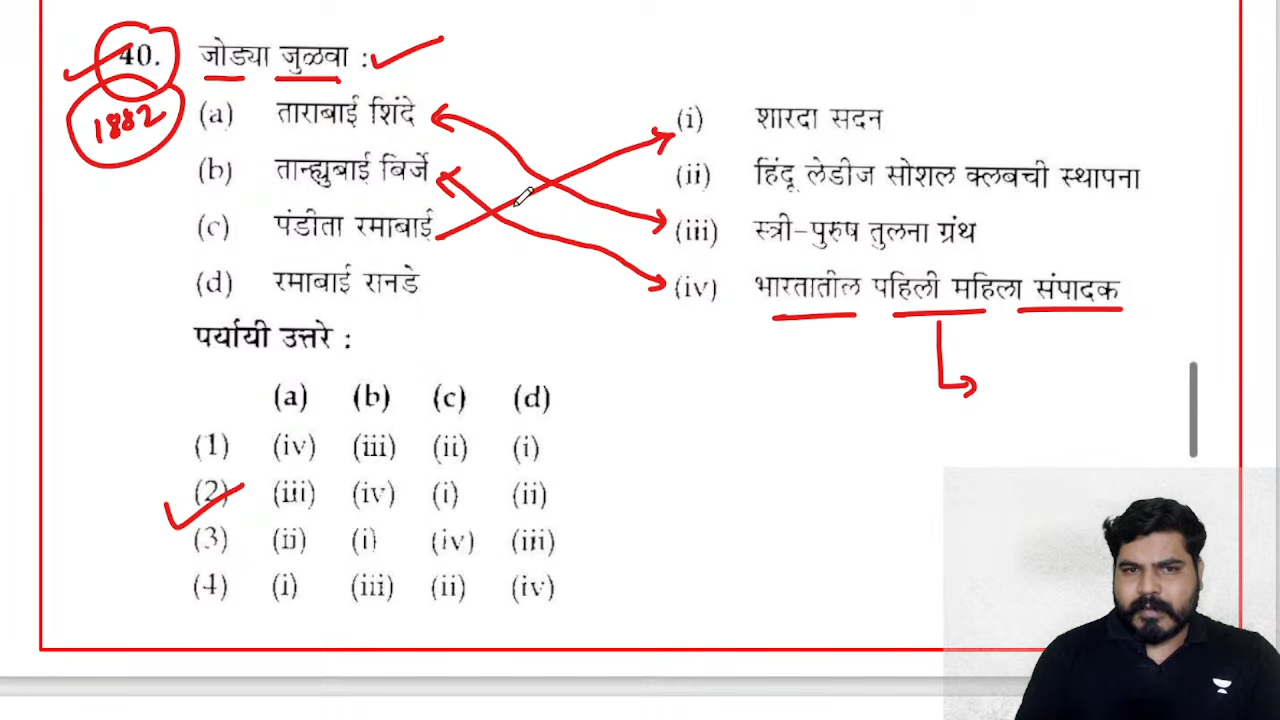 40. जोड्या जुळवा :
1882
(a) ताराबाई शिंदे (i) शारदा सदन
(b) तान्ह्युबाई बिर्जे (ii) हिंदू लेडीज सोशल क्लबची स्थापना
(c) पंडीता रमाबाई (iii) स्त्री-पुरुष तुलना ग्रंथ
(d) रमाबाई रानडे (iv) भारतातील पहिली महिला संपादक
पर्यायी उत्तरे :
(a) (b) (c) (d)
(1) (iv) (iii) (ii) (i)
(2) (iii) (iv) (i) (ii)
(3) (ii) (i) (iv) (iii)
(4) (i) (iii) (ii) (iv)